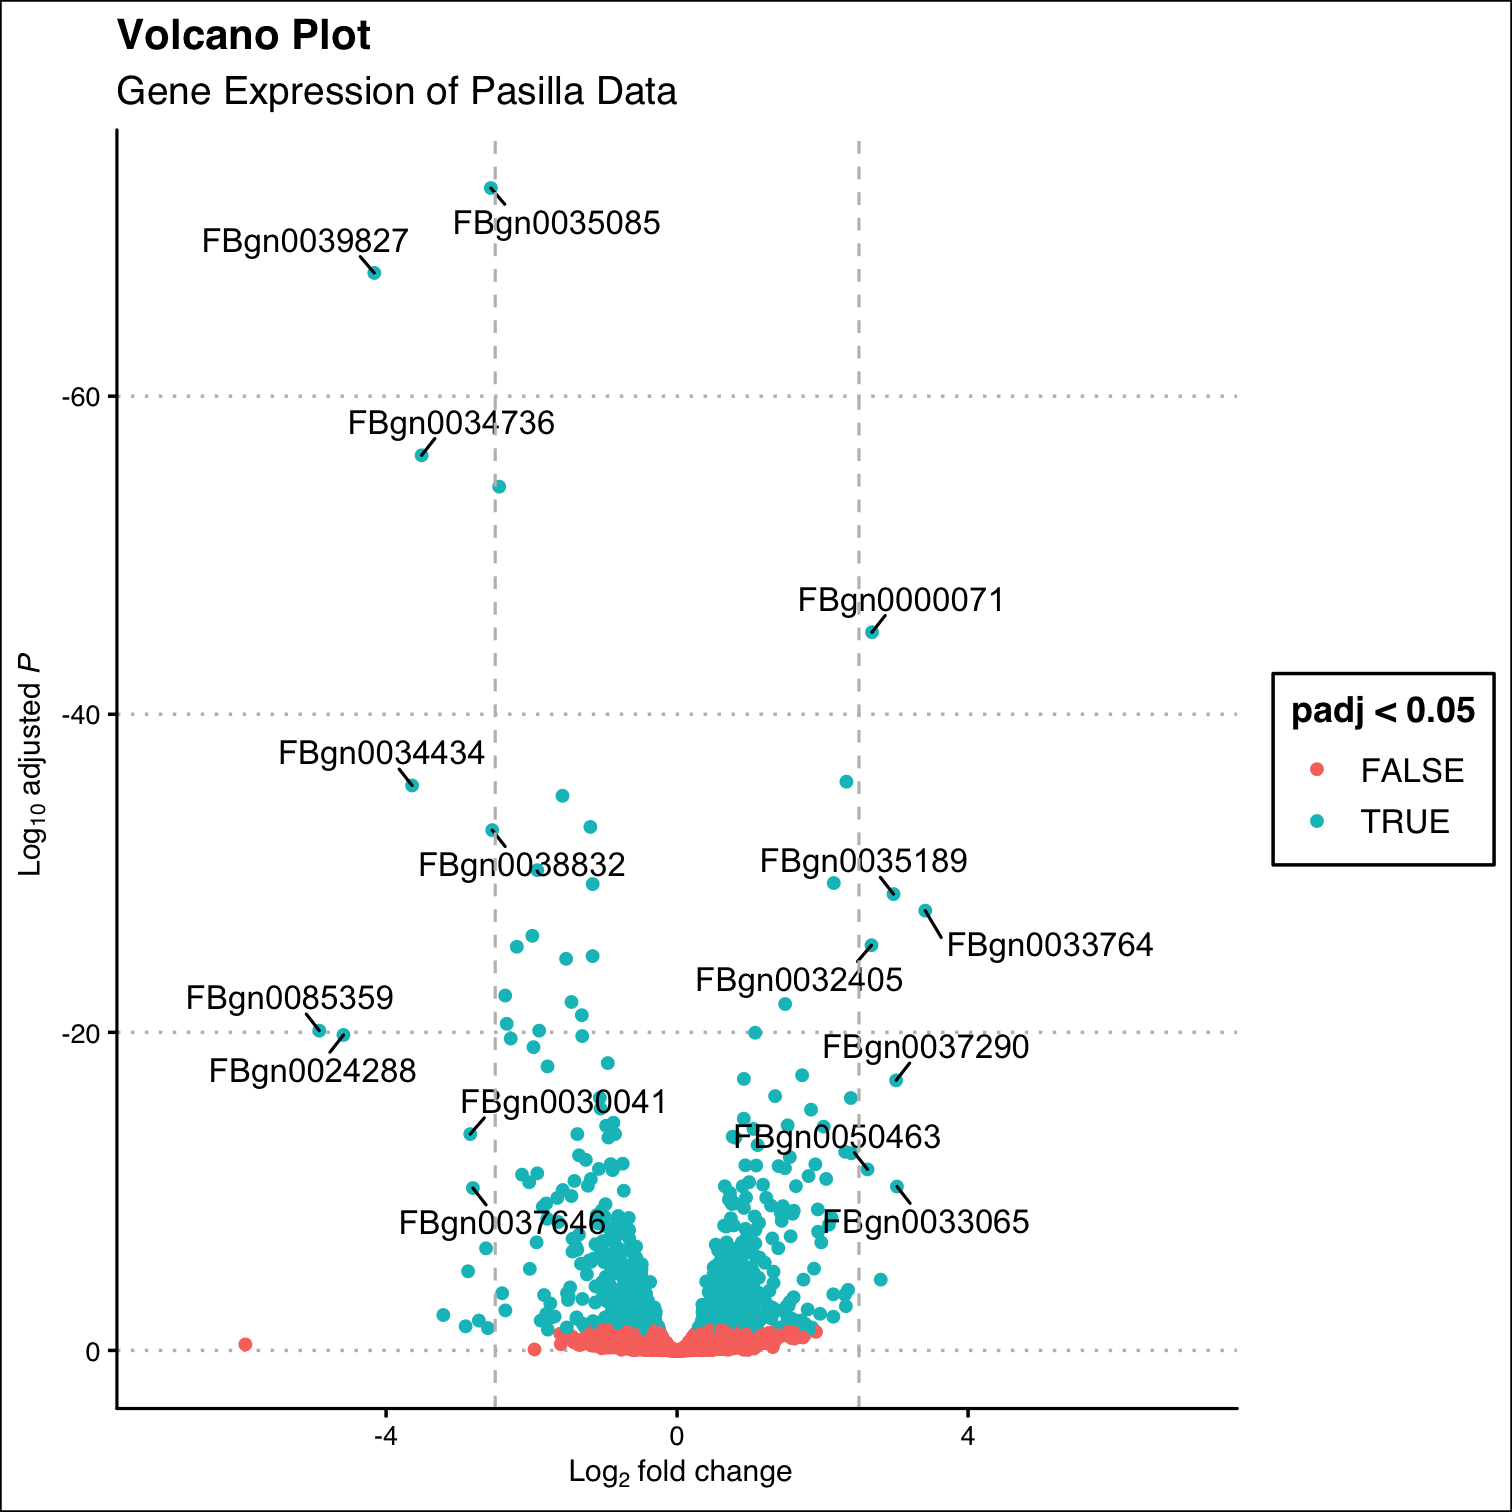 Volcano Plot
Gene Expression of Pasilla Data
FBgn0035085
FBgn0039827
-60
FBgn0034736
FBgn0000071
-40
FBgn0034434
FBgn0038832
FBgn0035189
FBgn0033764
FBgn0032405
FBgn0085359
-20
FBgn0024288
FBgn0037290
FBgn0030041
FBgn0050463
FBgn0037646
FBgn0033065
0
-4 0 4
Log2 fold change
Log10 adjusted P
padj < 0.05
FALSE
TRUE